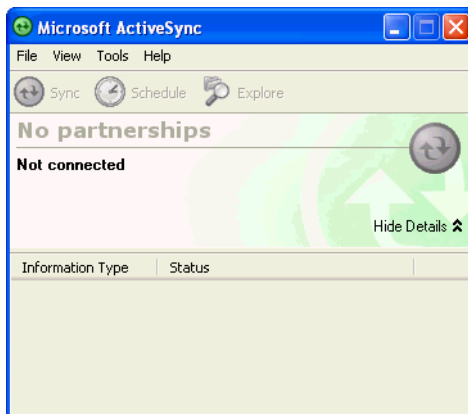 Microsoft ActiveSync
File View Tools Help
Sync Schedule Explore
No partnerships
Not connected
Hide Details
Information Type Status